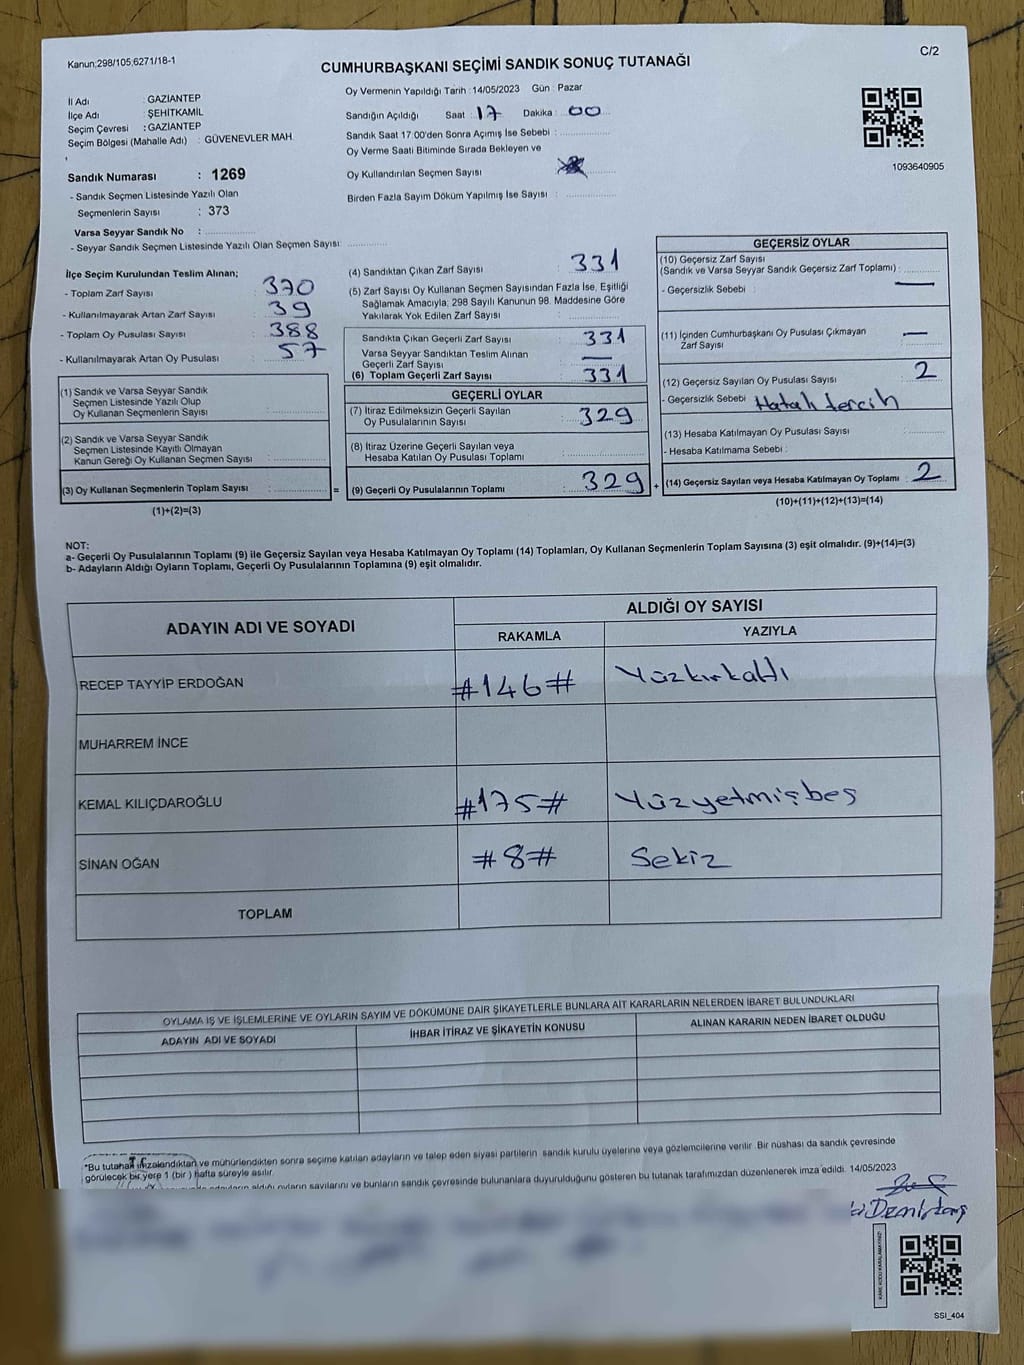 Kanun;298/105;6271/18-1
C/2
CUMHURBAŞKANI SEÇİMİ SANDIK SONUÇ TUTANAĞI
İl Adı : GAZİANTEP
İlçe Adı : ŞEHİTKAMİL
Seçim Çevresi : GAZİANTEP
Seçim Bölgesi (Mahalle Adı) : GÜVENEVLER MAH.
Sandık Numarası : 1269
- Sandık Seçmen Listesinde Yazılı Olan
Seçmenlerin Sayısı : 373
Varsa Seyyar Sandık No :
- Seyyar Sandık Seçmen Listesinde Yazılı Olan Seçmen Sayısı:
Oy Vermenin Yapıldığı Tarih :14/05/2023 Gün : Pazar
Sandığın Açıldığı Saat : 17 Dakika : 00
Sandık Saat 17:00'den Sonra Açımış İse Sebebi :
Oy Verme Saati Bitiminde Sırada Bekleyen ve
Oy Kullandırılan Seçmen Sayısı :
Birden Fazla Sayım Döküm Yapılmış İse Sayısı :
1093640905
İlçe Seçim Kurulundan Teslim Alınan;
- Toplam Zarf Sayısı : 370
- Kullanılmayarak Artan Zarf Sayısı : 39
- Toplam Oy Pusulası Sayısı : 388
- Kullanılmayarak Artan Oy Pusulası : 57
(1) Sandık ve Varsa Seyyar Sandık
Seçmen Listesinde Yazılı Olup
Oy Kullanan Seçmenlerin Sayısı :
(2) Sandık ve Varsa Seyyar Sandık
Seçmen Listesinde Kayıtlı Olmayan
Kanun Gereği Oy Kullanan Seçmen Sayısı :
(3) Oy Kullanan Seçmenlerin Toplam Sayısı :
(1)+(2)=(3)
(4) Sandıktan Çıkan Zarf Sayısı : 331
(5) Zarf Sayısı Oy Kullanan Seçmen Sayısından Fazla İse, Eşitliği
Sağlamak Amacıyla; 298 Sayılı Kanunun 98. Maddesine Göre
Yakılarak Yok Edilen Zarf Sayısı :
Sandıkta Çıkan Geçerli Zarf Sayısı : 331
Varsa Seyyar Sandıktan Teslim Alınan
Geçerli Zarf Sayısı : —
(6) Toplam Geçerli Zarf Sayısı : 331
GEÇERLİ OYLAR
(7) İtiraz Edilmeksizin Geçerli Sayılan
Oy Pusulalarının Sayısı : 329
(8) İtiraz Üzerine Geçerli Sayılan veya
Hesaba Katılan Oy Pusulası Toplamı :
= (9) Geçerli Oy Pusulalarının Toplamı : 329
GEÇERSİZ OYLAR
(10) Geçersiz Zarf Sayısı
(Sandık ve Varsa Seyyar Sandık Geçersiz Zarf Toplamı) :
- Geçersizlik Sebebi : —
(11) İçinden Cumhurbaşkanı Oy Pusulası Çıkmayan
Zarf Sayısı : —
(12) Geçersiz Sayılan Oy Pusulası Sayısı : 2
- Geçersizlik Sebebi : Hatalı tercih
(13) Hesaba Katılmayan Oy Pusulası Sayısı :
- Hesaba Katılmama Sebebi :
+ (14) Geçersiz Sayılan veya Hesaba Katılmayan Oy Toplamı : 2
(10)+(11)+(12)+(13)=(14)
NOT:
a- Geçerli Oy Pusulalarının Toplamı (9) ile Geçersiz Sayılan veya Hesaba Katılmayan Oy Toplamı (14) Toplamları, Oy Kullanan Seçmenlerin Toplam Sayısına (3) eşit olmalıdır. (9)+(14)=(3)
b- Adayların Aldığı Oyların Toplamı, Geçerli Oy Pusulalarının Toplamına (9) eşit olmalıdır.
ADAYIN ADI VE SOYADI
ALDIĞI OY SAYISI
RAKAMLA YAZIYLA
RECEP TAYYİP ERDOĞAN #146# Yüzkırkaltı
MUHARREM İNCE
KEMAL KILIÇDAROĞLU #175# Yüzyetmişbeş
SİNAN OĞAN #8# Sekiz
TOPLAM
OYLAMA İŞ VE İŞLEMLERİNE VE OYLARIN SAYIM VE DÖKÜMÜNE DAİR ŞİKAYETLERLE BUNLARA AİT KARARLARIN NELERDEN İBARET BULUNDUKLARI
ADAYIN ADI VE SOYADI İHBAR İTİRAZ VE ŞİKAYETİN KONUSU ALINAN KARARIN NEDEN İBARET OLDUĞU
*Bu tutanak imzalandıktan ve mühürlendikten sonra seçime katılan adayların ve talep eden siyasi partilerin sandık kurulu üyelerine veya gözlemcilerine verilir. Bir nüshası da sandık çevresinde
görülecek bir yere 1 (bir ) hafta süreyle asılır.
adayların aldığı oyların sayılarını ve bunların sandık çevresinde bulunanlara duyurulduğunu gösteren bu tutanak tarafımızdan düzenlenerek imza edildi. 14/05/2023
SSI_404